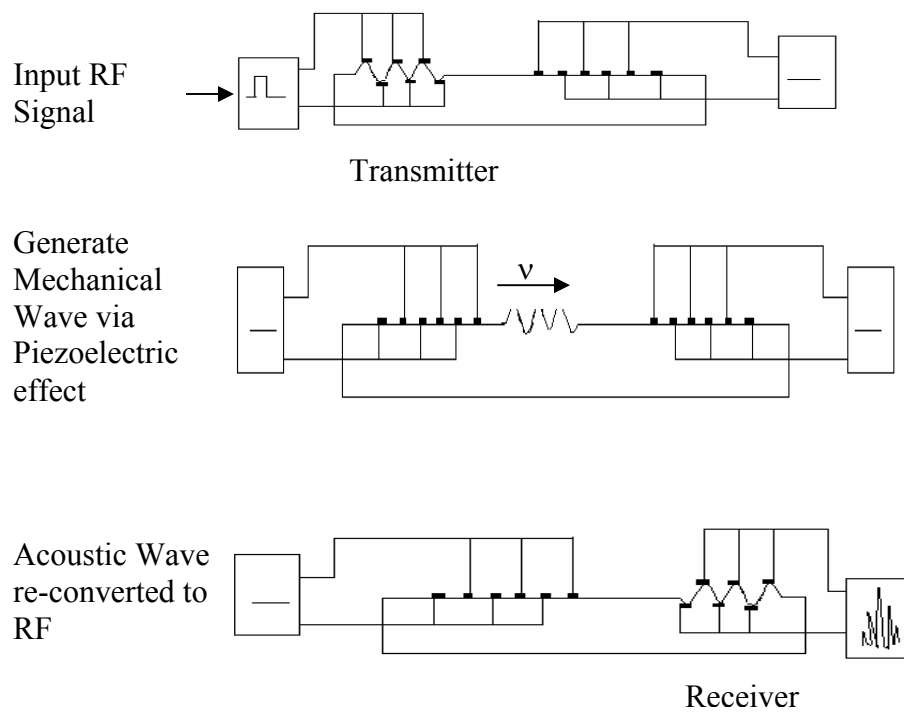 Input RF
Signal
Transmitter
Generate
Mechanical
Wave via
Piezoelectric
effect
ν
Acoustic Wave
re-converted to
RF
Receiver